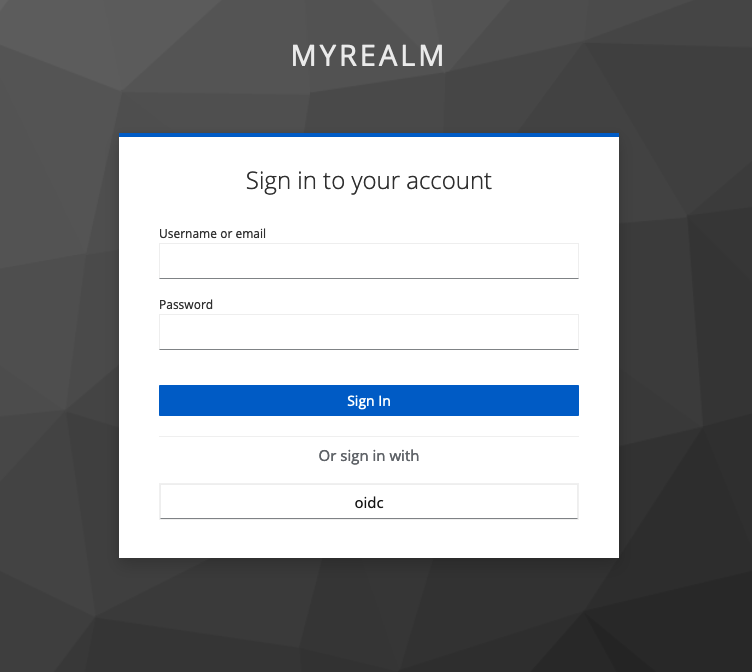 MYREALM
Sign in to your account
Username or email
Password
Sign In
Or sign in with
oidc